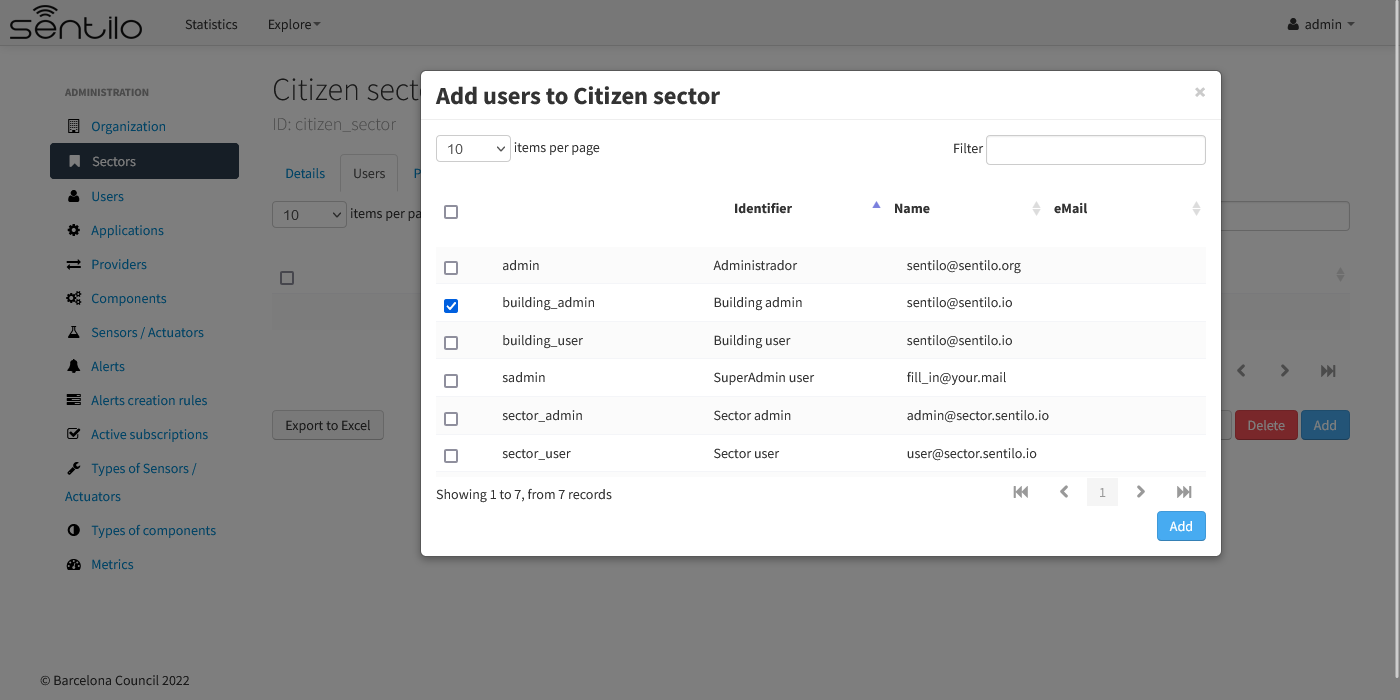 sentilo Statistics Explore admin
ADMINISTRATION
Organization
Sectors
Users
Applications
Providers
Components
Sensors / Actuators
Alerts
Alerts creation rules
Active subscriptions
Types of Sensors /
Actuators
Types of components
Metrics
Citizen sect
ID: citizen_sector
Details Users P
10 items per pa
Export to Excel Delete Add
Add users to Citizen sector ×
10 items per page Filter
Identifier Name eMail
admin Administrador sentilo@sentilo.org
building_admin Building admin sentilo@sentilo.io
building_user Building user sentilo@sentilo.io
sadmin SuperAdmin user fill_in@your.mail
sector_admin Sector admin admin@sector.sentilo.io
sector_user Sector user user@sector.sentilo.io
Showing 1 to 7, from 7 records 1
Add
© Barcelona Council 2022